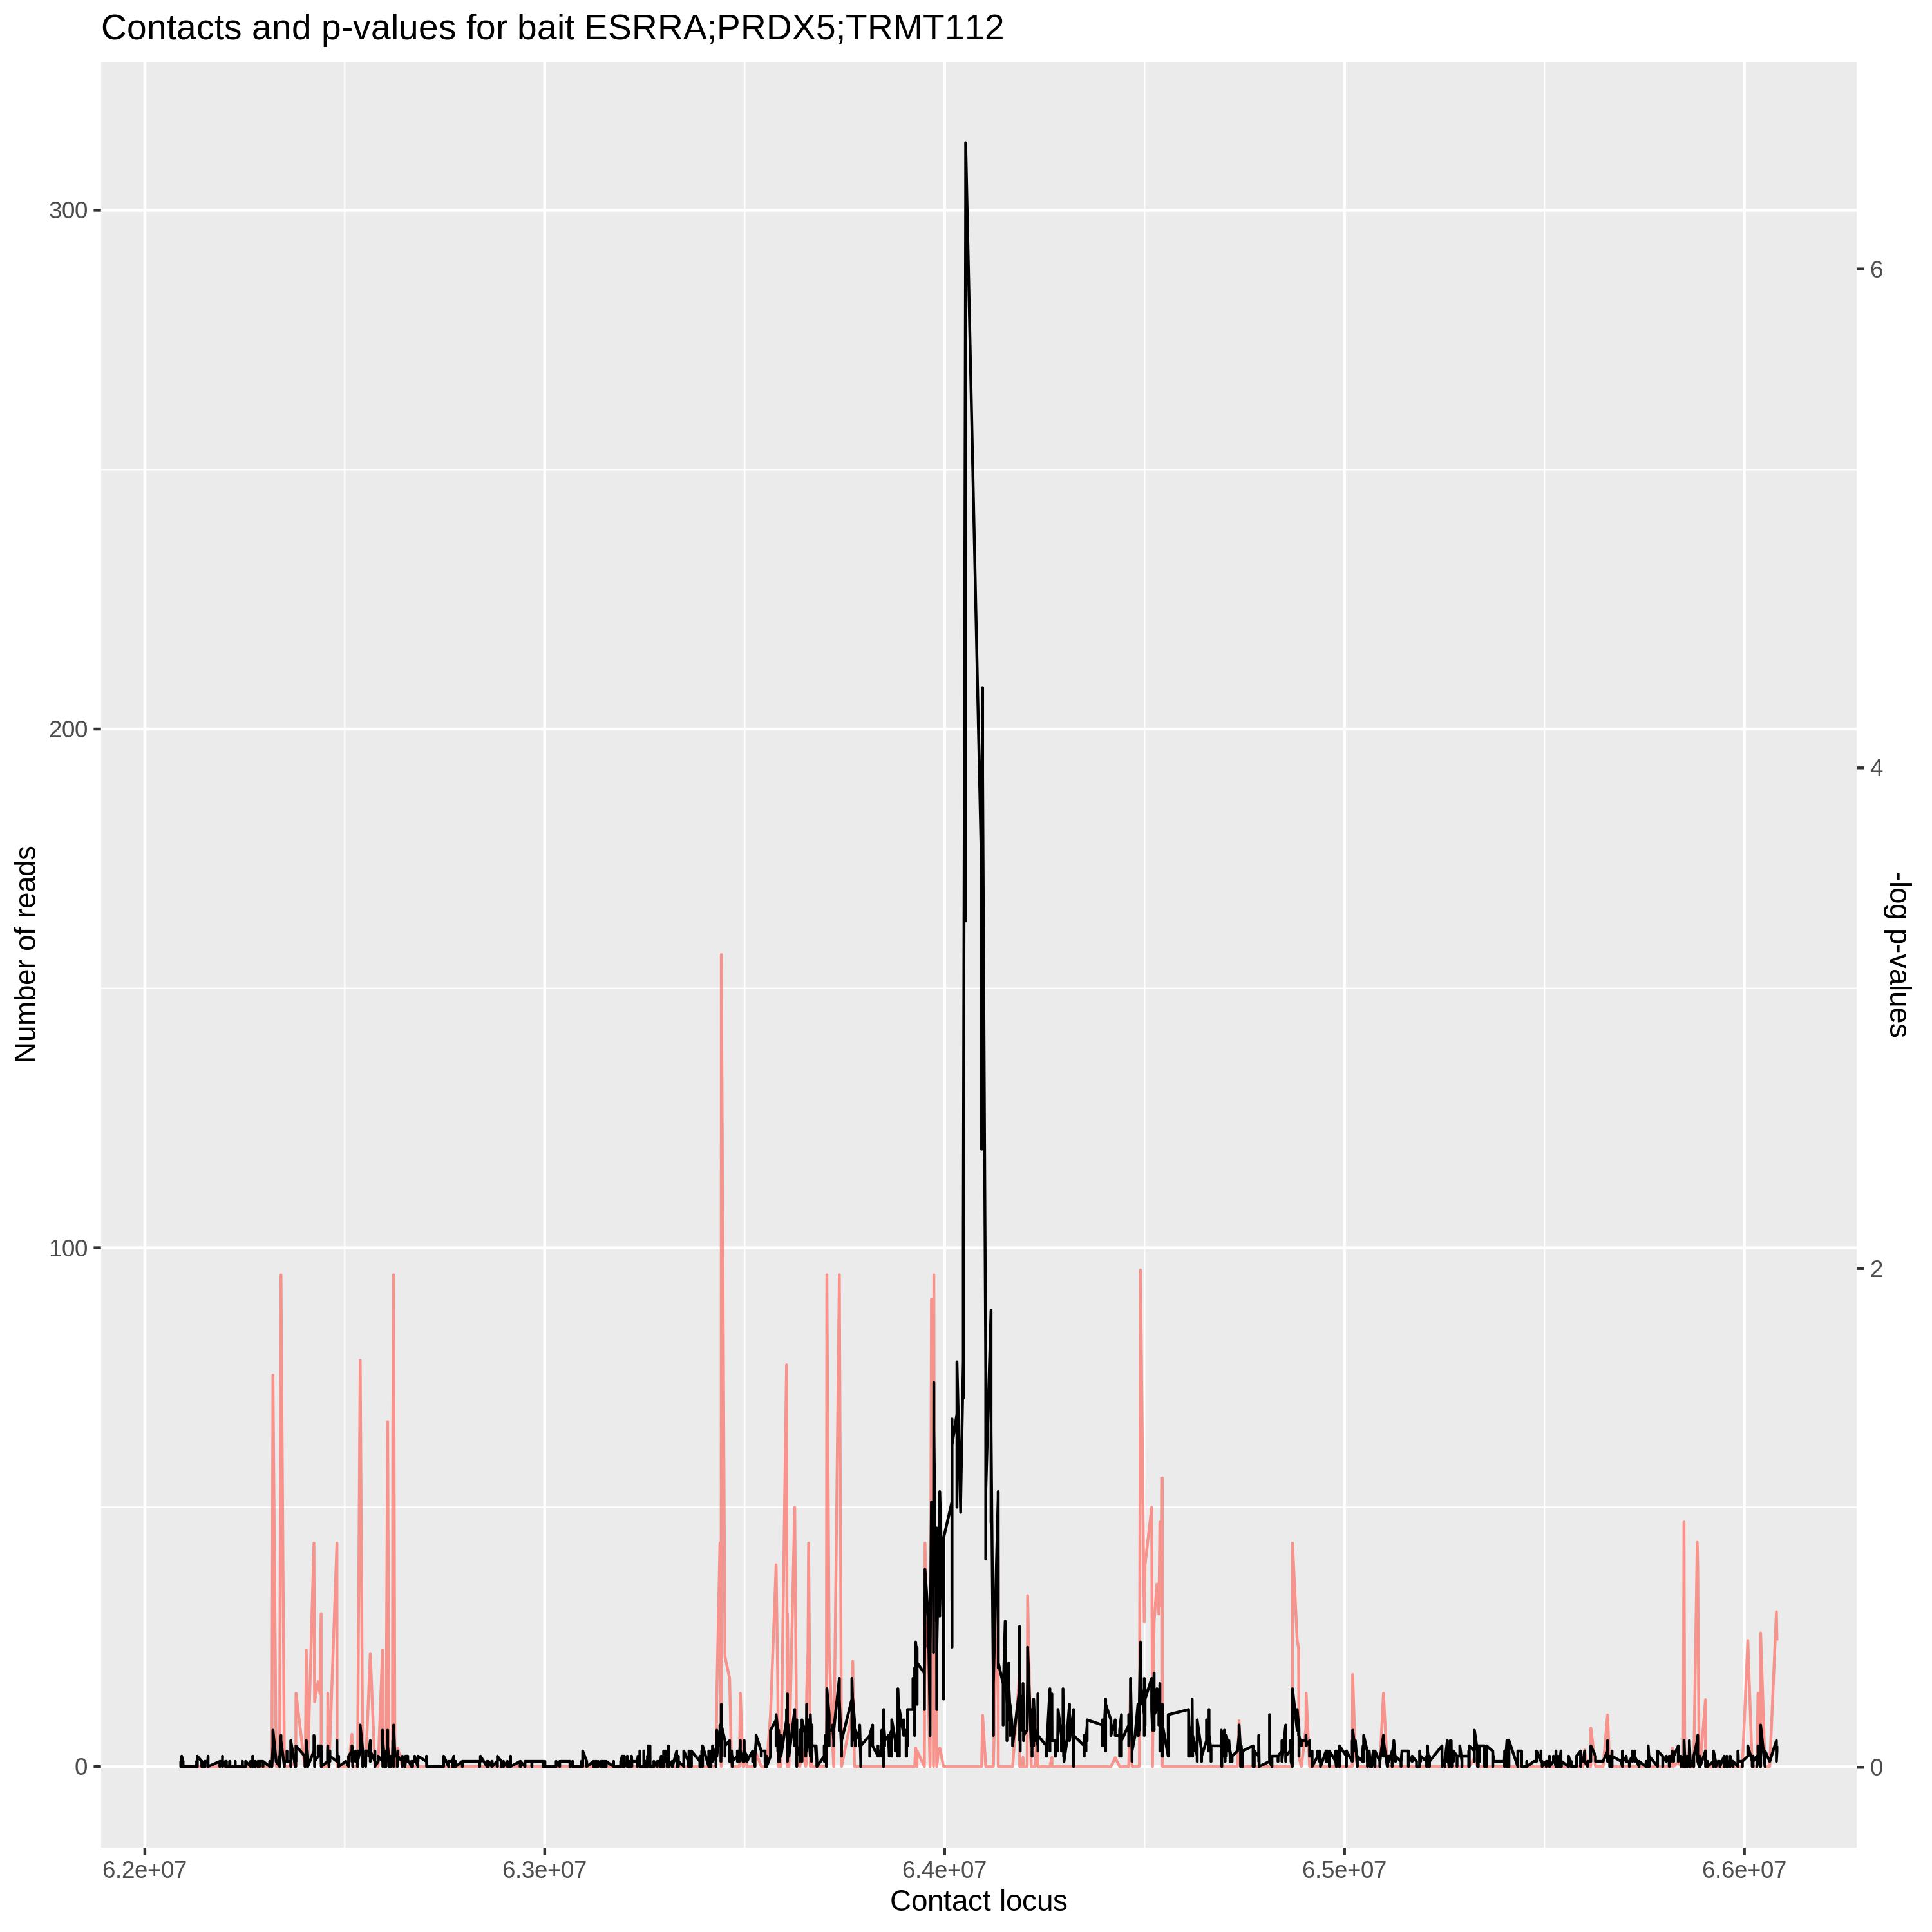 Contacts and p-values for bait ESRRA;PRDX5;TRMT112
Number of reads
300
200
100
0
6
4
2
0
-log p-values
6.2e+07
6.3e+07
6.4e+07
6.5e+07
6.6e+07
Contact locus